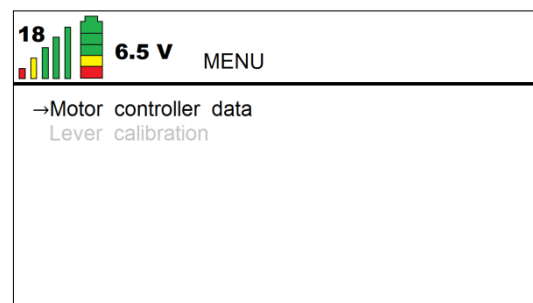 18
6.5 V
MENU
→Motor controller data
Lever calibration